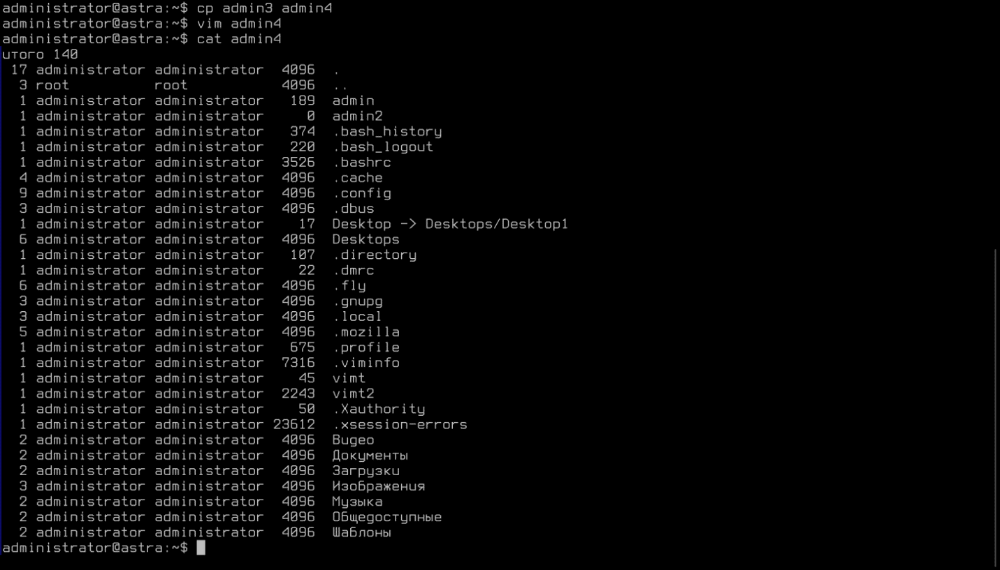 administrator@astra:~$ cp admin3 admin4
administrator@astra:~$ vim admin4
administrator@astra:~$ cat admin4
итого 140
 17 administrator administrator  4096  .
  3 root          root           4096  ..
  1 administrator administrator   189  admin
  1 administrator administrator     0  admin2
  1 administrator administrator   374  .bash_history
  1 administrator administrator   220  .bash_logout
  1 administrator administrator  3526  .bashrc
  4 administrator administrator  4096  .cache
  9 administrator administrator  4096  .config
  3 administrator administrator  4096  .dbus
  1 administrator administrator    17  Desktop -> Desktops/Desktop1
  6 administrator administrator  4096  Desktops
  1 administrator administrator   107  .directory
  1 administrator administrator    22  .dmrc
  6 administrator administrator  4096  .fly
  3 administrator administrator  4096  .gnupg
  3 administrator administrator  4096  .local
  5 administrator administrator  4096  .mozilla
  1 administrator administrator   675  .profile
  1 administrator administrator  7316  .viminfo
  1 administrator administrator    45  vimt
  1 administrator administrator  2243  vimt2
  1 administrator administrator    50  .Xauthority
  1 administrator administrator 23612  .xsession-errors
  2 administrator administrator  4096  Видео
  2 administrator administrator  4096  Документы
  2 administrator administrator  4096  Загрузки
  3 administrator administrator  4096  Изображения
  2 administrator administrator  4096  Музыка
  2 administrator administrator  4096  Общедоступные
  2 administrator administrator  4096  Шаблоны
administrator@astra:~$